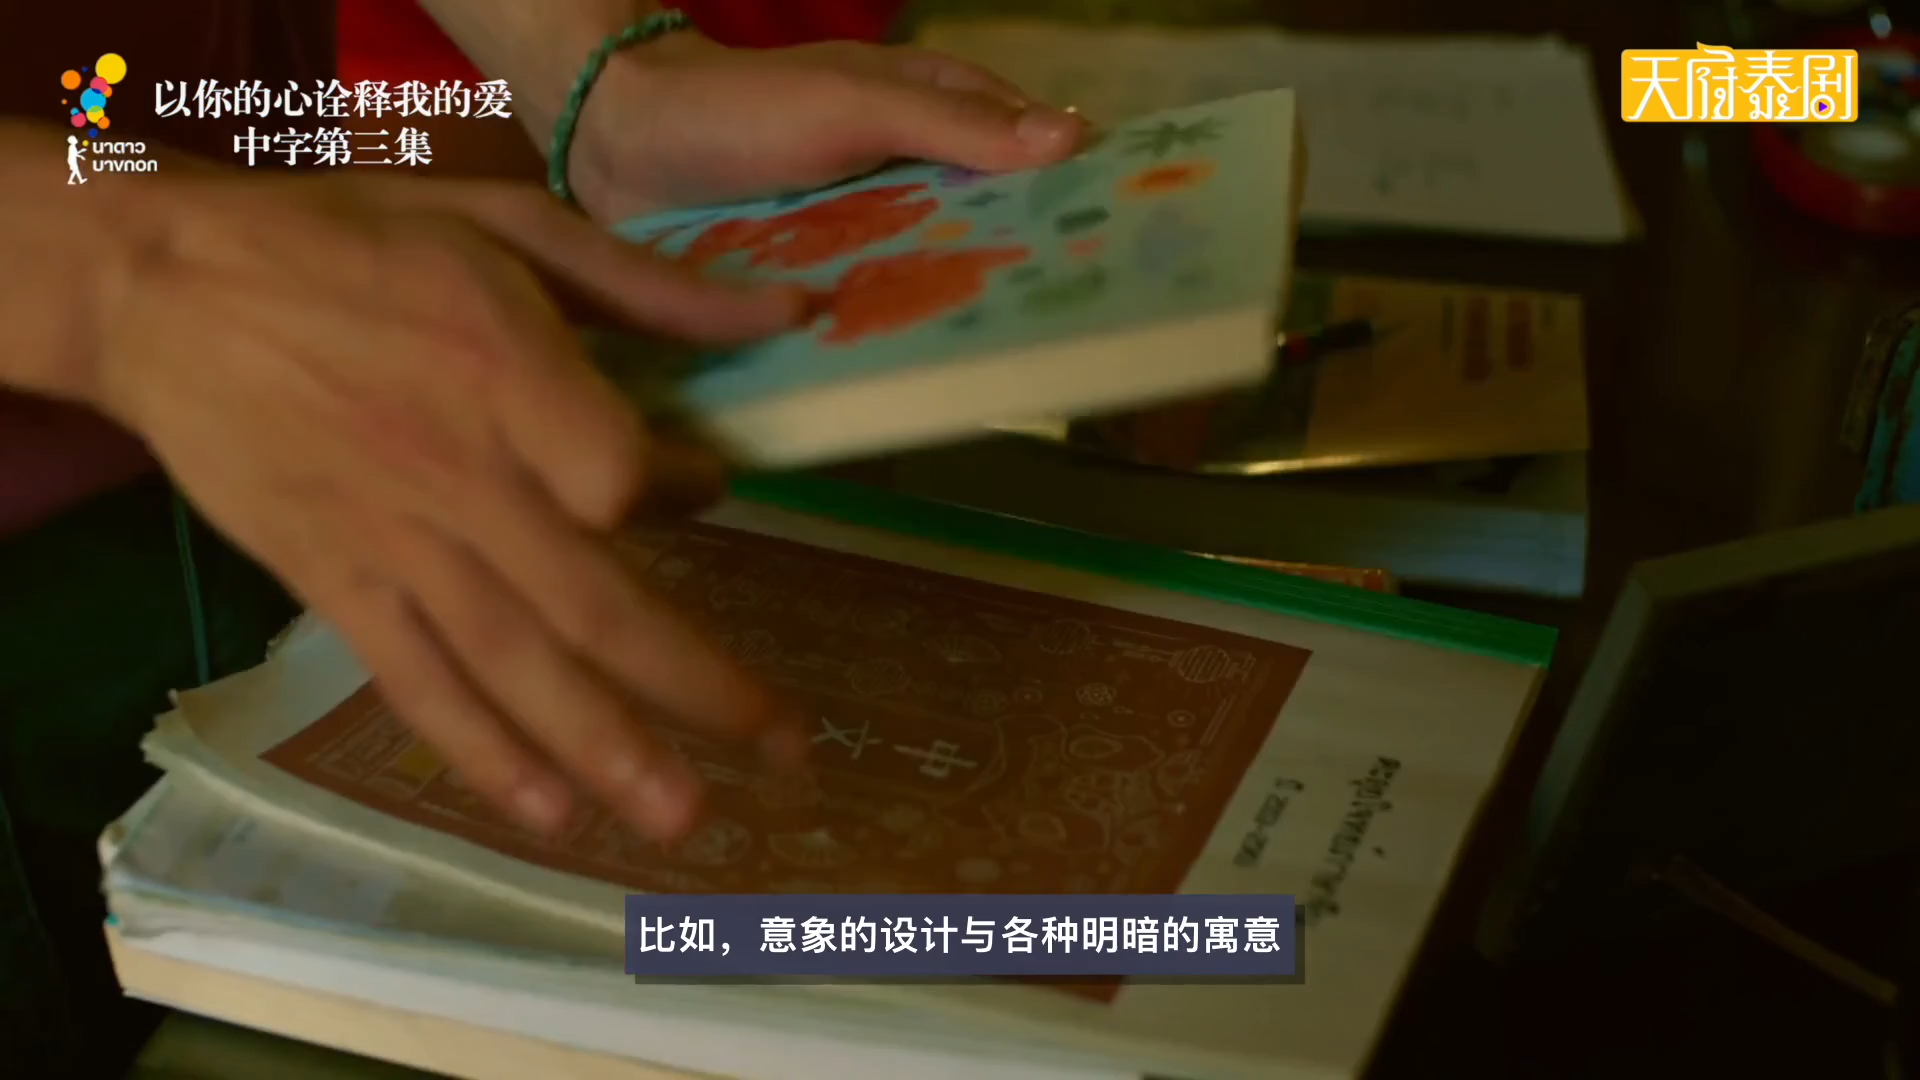 以你的心诠释我的爱
中字第三集
นาดาว
บางกอก
天府泰剧
中文
比如，意象的设计与各种明暗的寓意